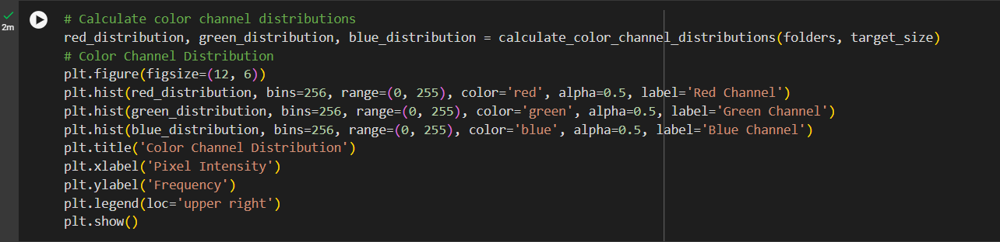 # Calculate color channel distributions
2m
red_distribution, green_distribution, blue_distribution = calculate_color_channel_distributions(folders, target_size)
# Color Channel Distribution
plt.figure(figsize=(12, 6))
plt.hist(red_distribution, bins=256, range=(0, 255), color='red', alpha=0.5, label='Red Channel')
plt.hist(green_distribution, bins=256, range=(0, 255), color='green', alpha=0.5, label='Green Channel')
plt.hist(blue_distribution, bins=256, range=(0, 255), color='blue', alpha=0.5, label='Blue Channel')
plt.title('Color Channel Distribution')
plt.xlabel('Pixel Intensity')
plt.ylabel('Frequency')
plt.legend(loc='upper right')
plt.show()